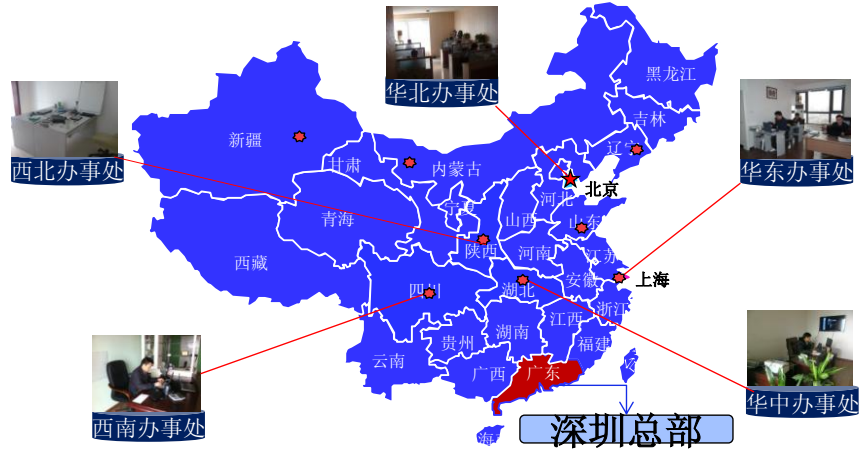 华北办事处
黑龙江
吉林
新疆
辽宁
西北办事处
甘肃
内蒙古
华东办事处
北京
河北
宁夏
山西
青海
山东
陕西
河南
江苏
西藏
安徽
上海
四川
湖北
浙江
江西
湖南
贵州
福建
云南
广西
广东
华中办事处
西南办事处
深圳总部
海